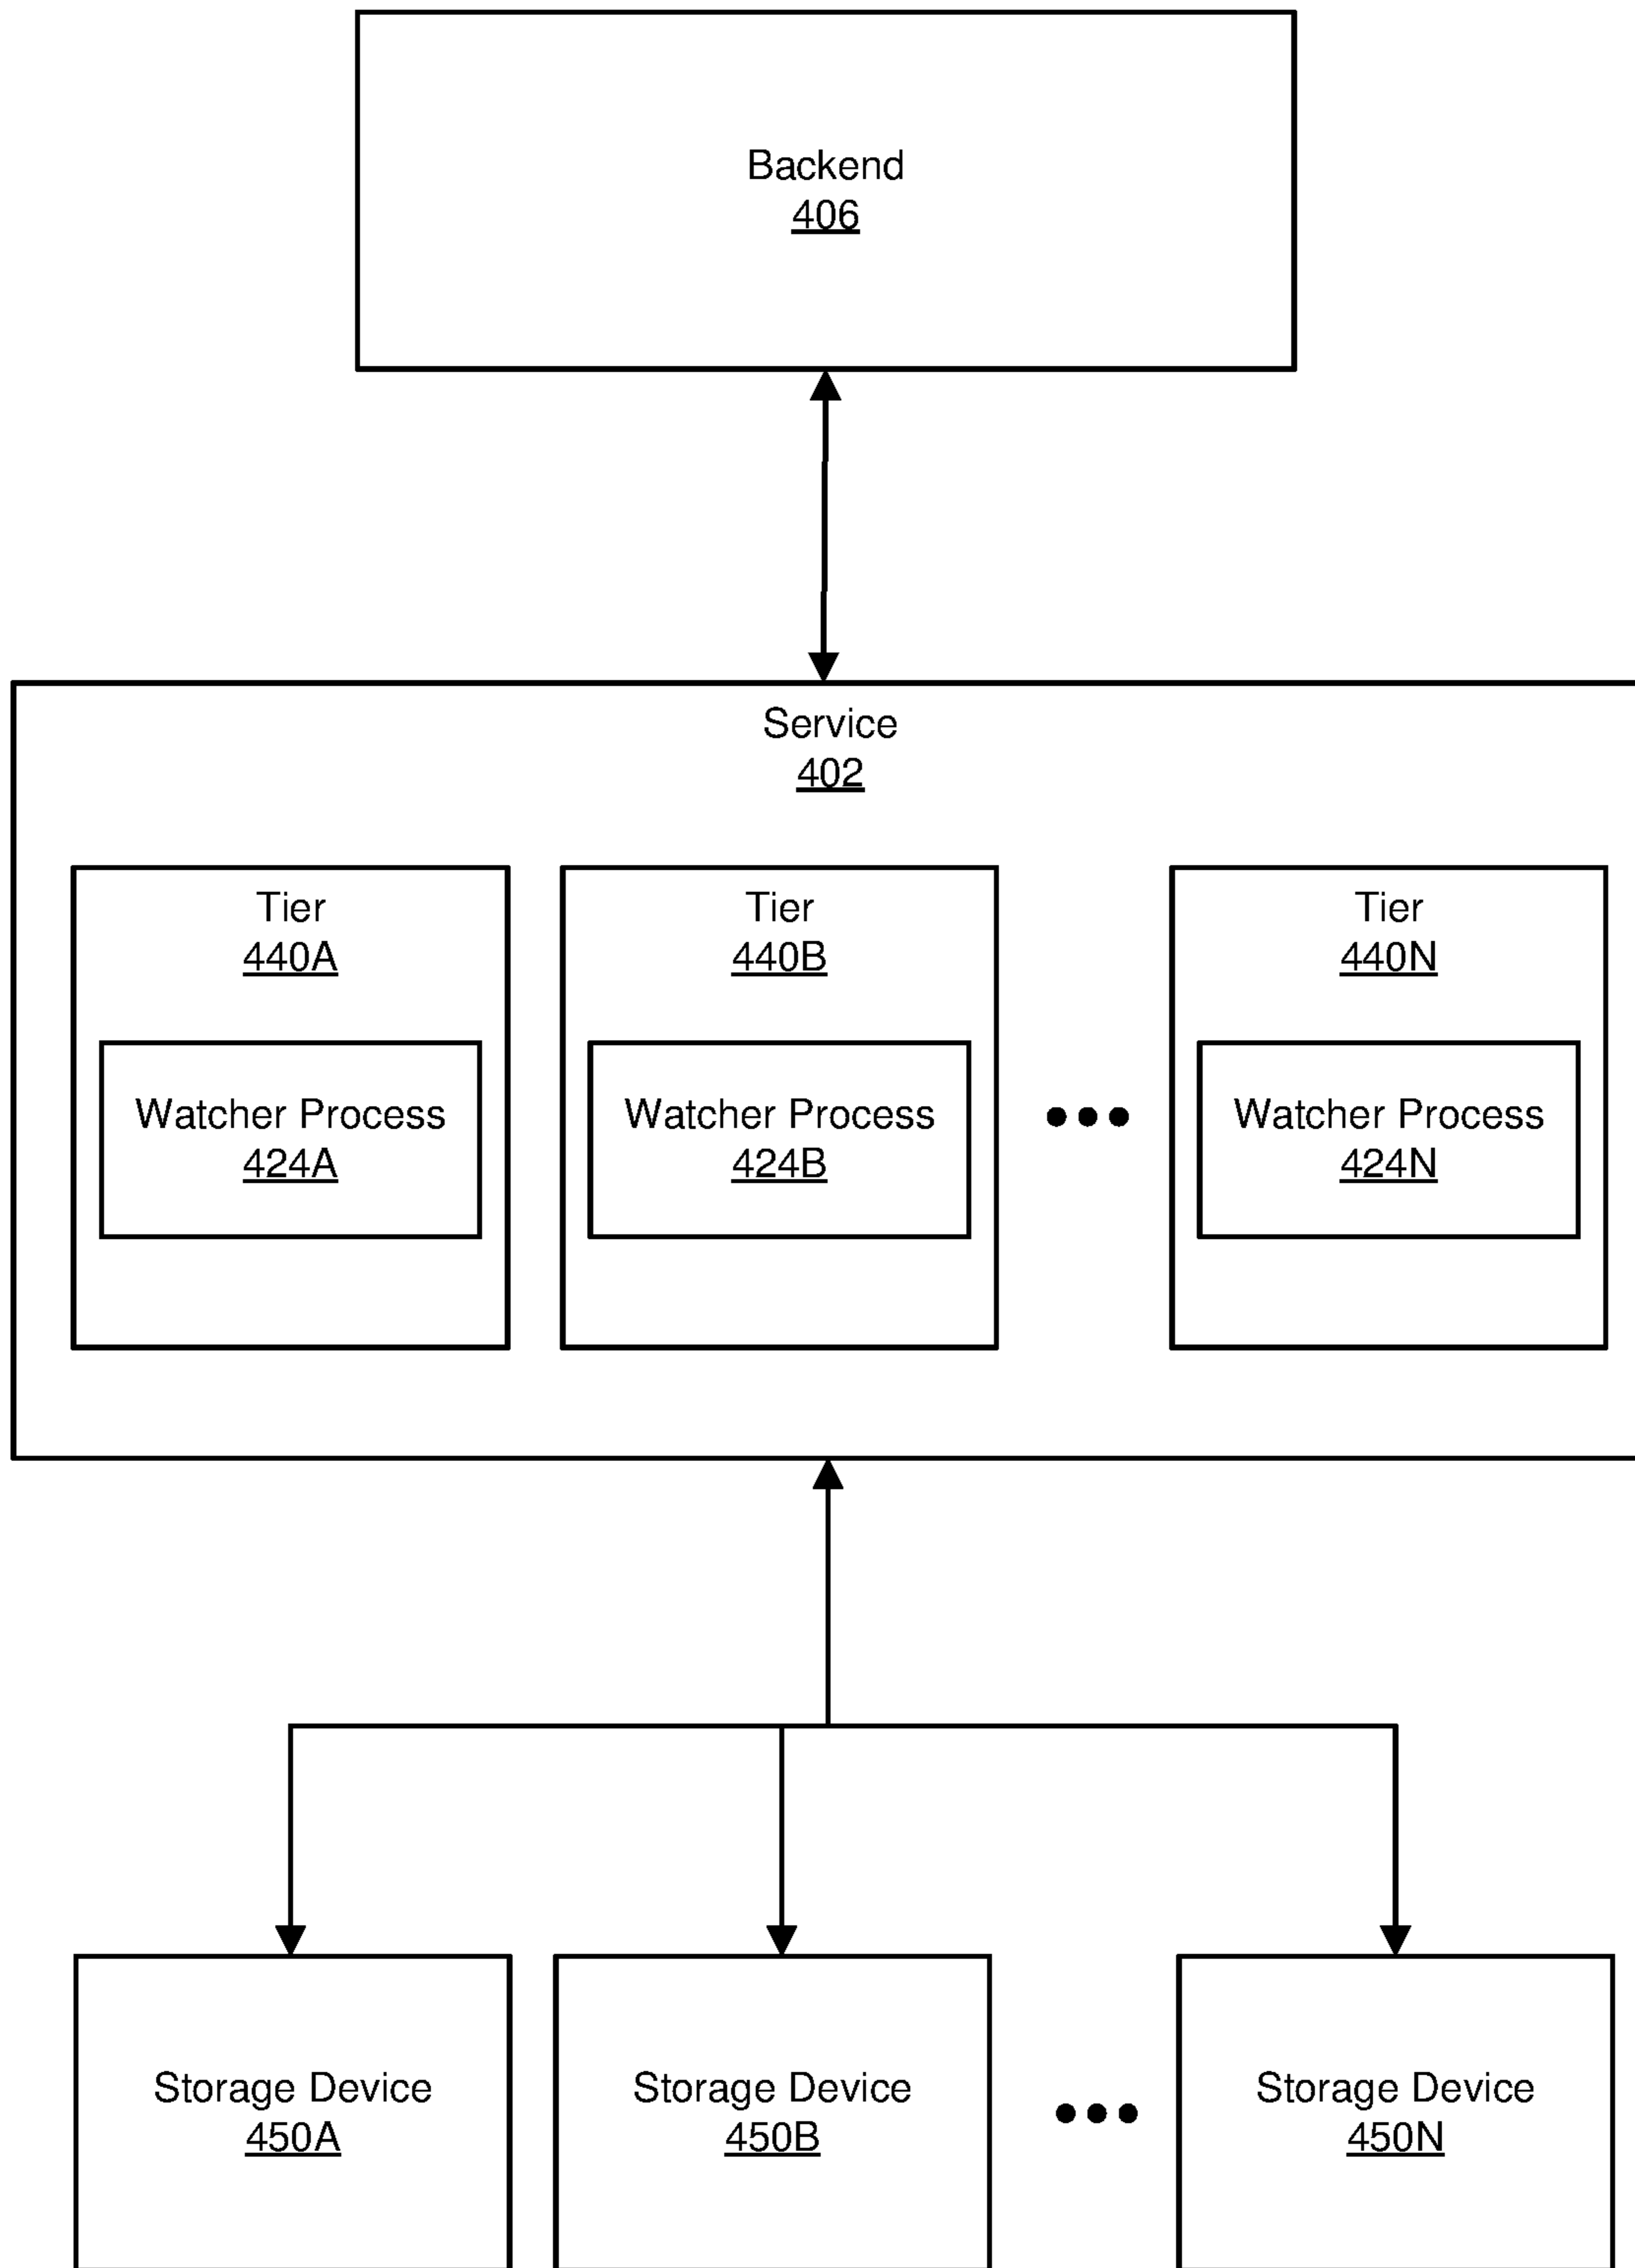 Backend
406
Service
402
Tier
440A
Watcher Process
424A
Tier
440B
Watcher Process
424B
Tier
440N
Watcher Process
424N
Storage Device
450A
Storage Device
450B
Storage Device
450N